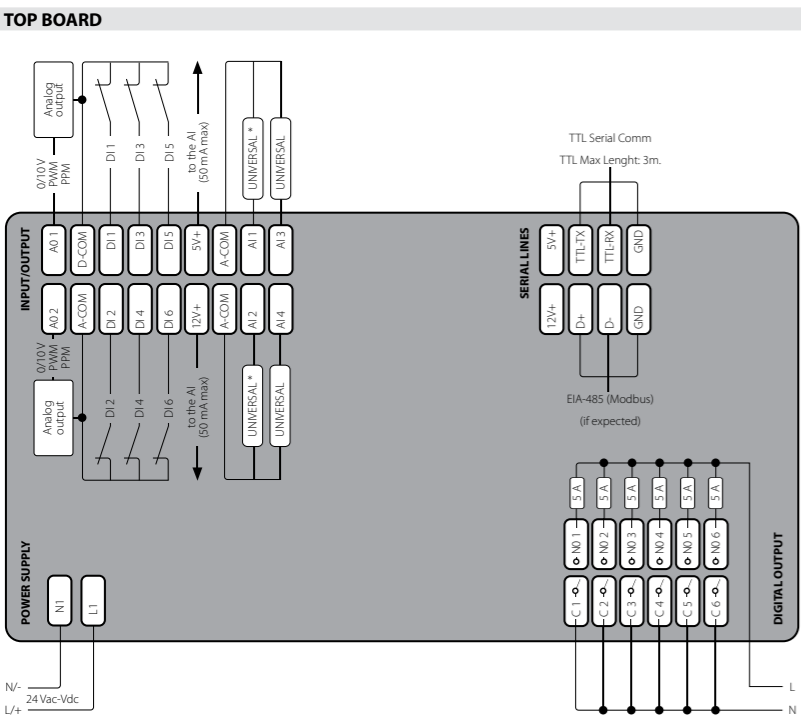 TOP BOARD
Analog
output
0/10 V
PWM
PPM
DI 1
DI 3
DI 5
to the AI
(50 mA max)
UNIVERSAL *
UNIVERSAL
TTL Serial Comm
TTL Max Lenght: 3m.
INPUT/OUTPUT
A0 1
D-COM
DI 1
DI 3
DI 5
5V+
A-COM
AI 1
AI 3
A0 2
A-COM
DI 2
DI 4
DI 6
12V+
A-COM
AI 2
AI 4
SERIAL LINES
5V+
TTL-TX
TTL-RX
GND
12V+
D+
D-
GND
0/10 V
PWM
PPM
Analog
output
DI 2
DI 4
DI 6
to the AI
(50 mA max)
UNIVERSAL *
UNIVERSAL
EIA-485 (Modbus)
(if expected)
5 A
5 A
5 A
5 A
5 A
5 A
N0 1
N0 2
N0 3
N0 4
N0 5
N0 6
C 1
C 2
C 3
C 4
C 5
C 6
POWER SUPPLY
N1
L1
DIGITAL OUTPUT
N/-
24 Vac-Vdc
L/+
L
N